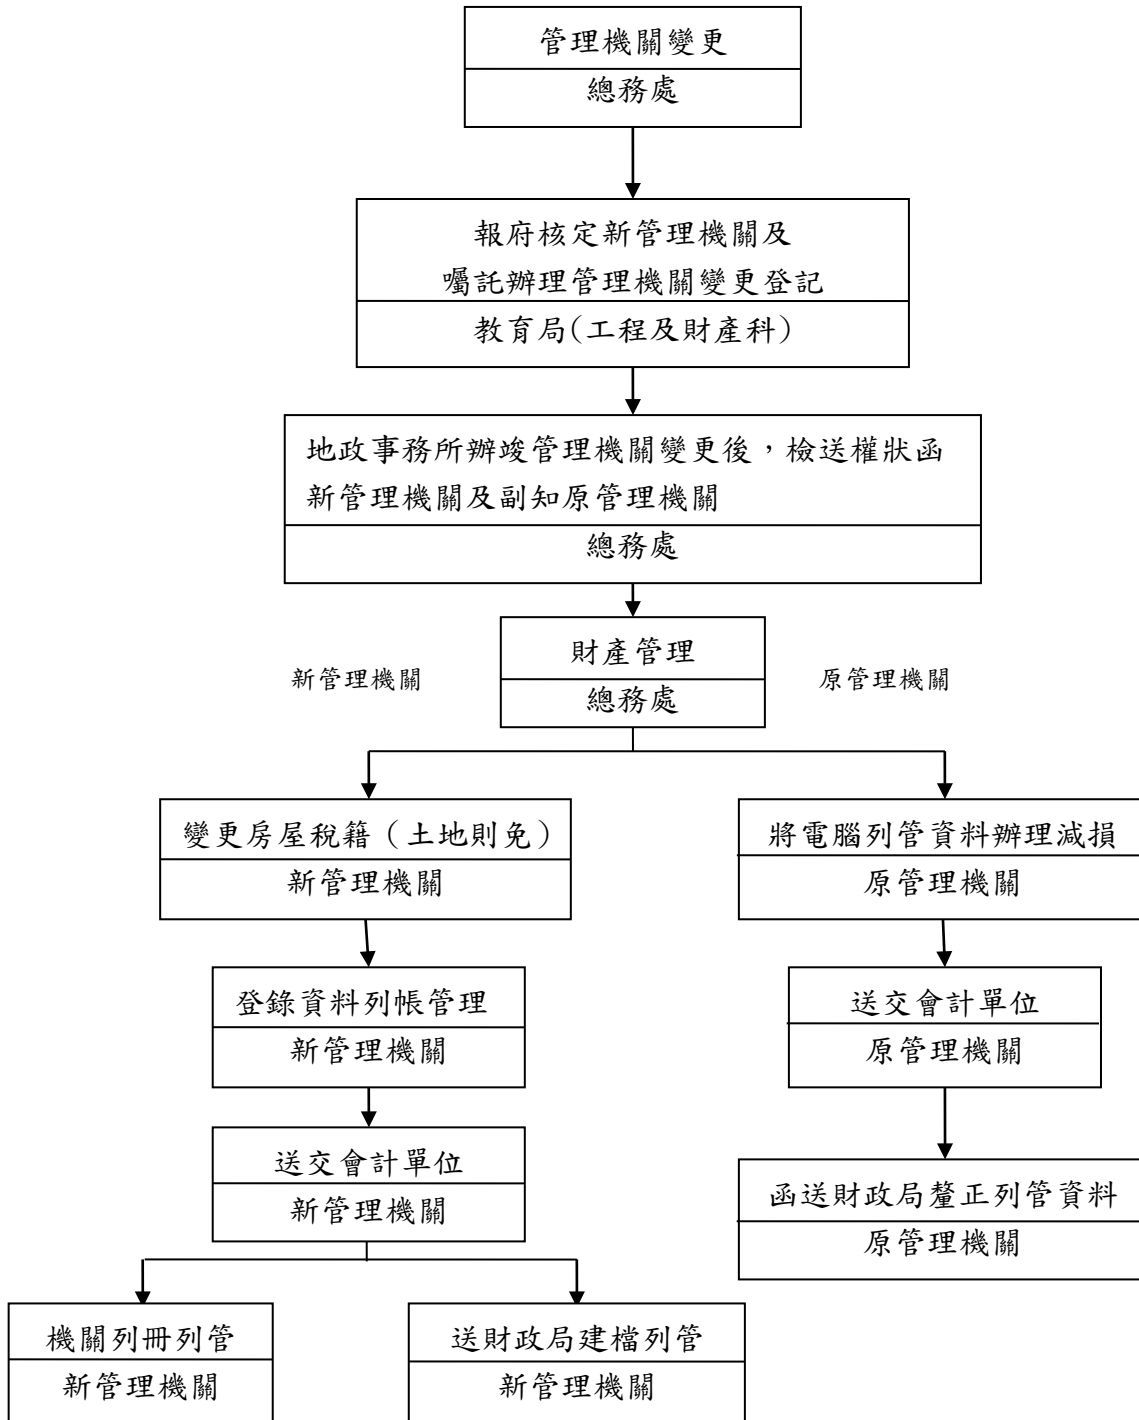 管理機關變更
總務處
報府核定新管理機關及
囑託辦理管理機關變更登記
教育局(工程及財產科)
地政事務所辦竣管理機關變更後，檢送權狀函
新管理機關及副知原管理機關
總務處
財產管理
總務處
新管理機關
原管理機關
變更房屋稅籍（土地則免）
新管理機關
將電腦列管資料辦理減損
原管理機關
登錄資料列帳管理
新管理機關
送交會計單位
原管理機關
送交會計單位
新管理機關
函送財政局釐正列管資料
原管理機關
機關列冊列管
新管理機關
送財政局建檔列管
新管理機關